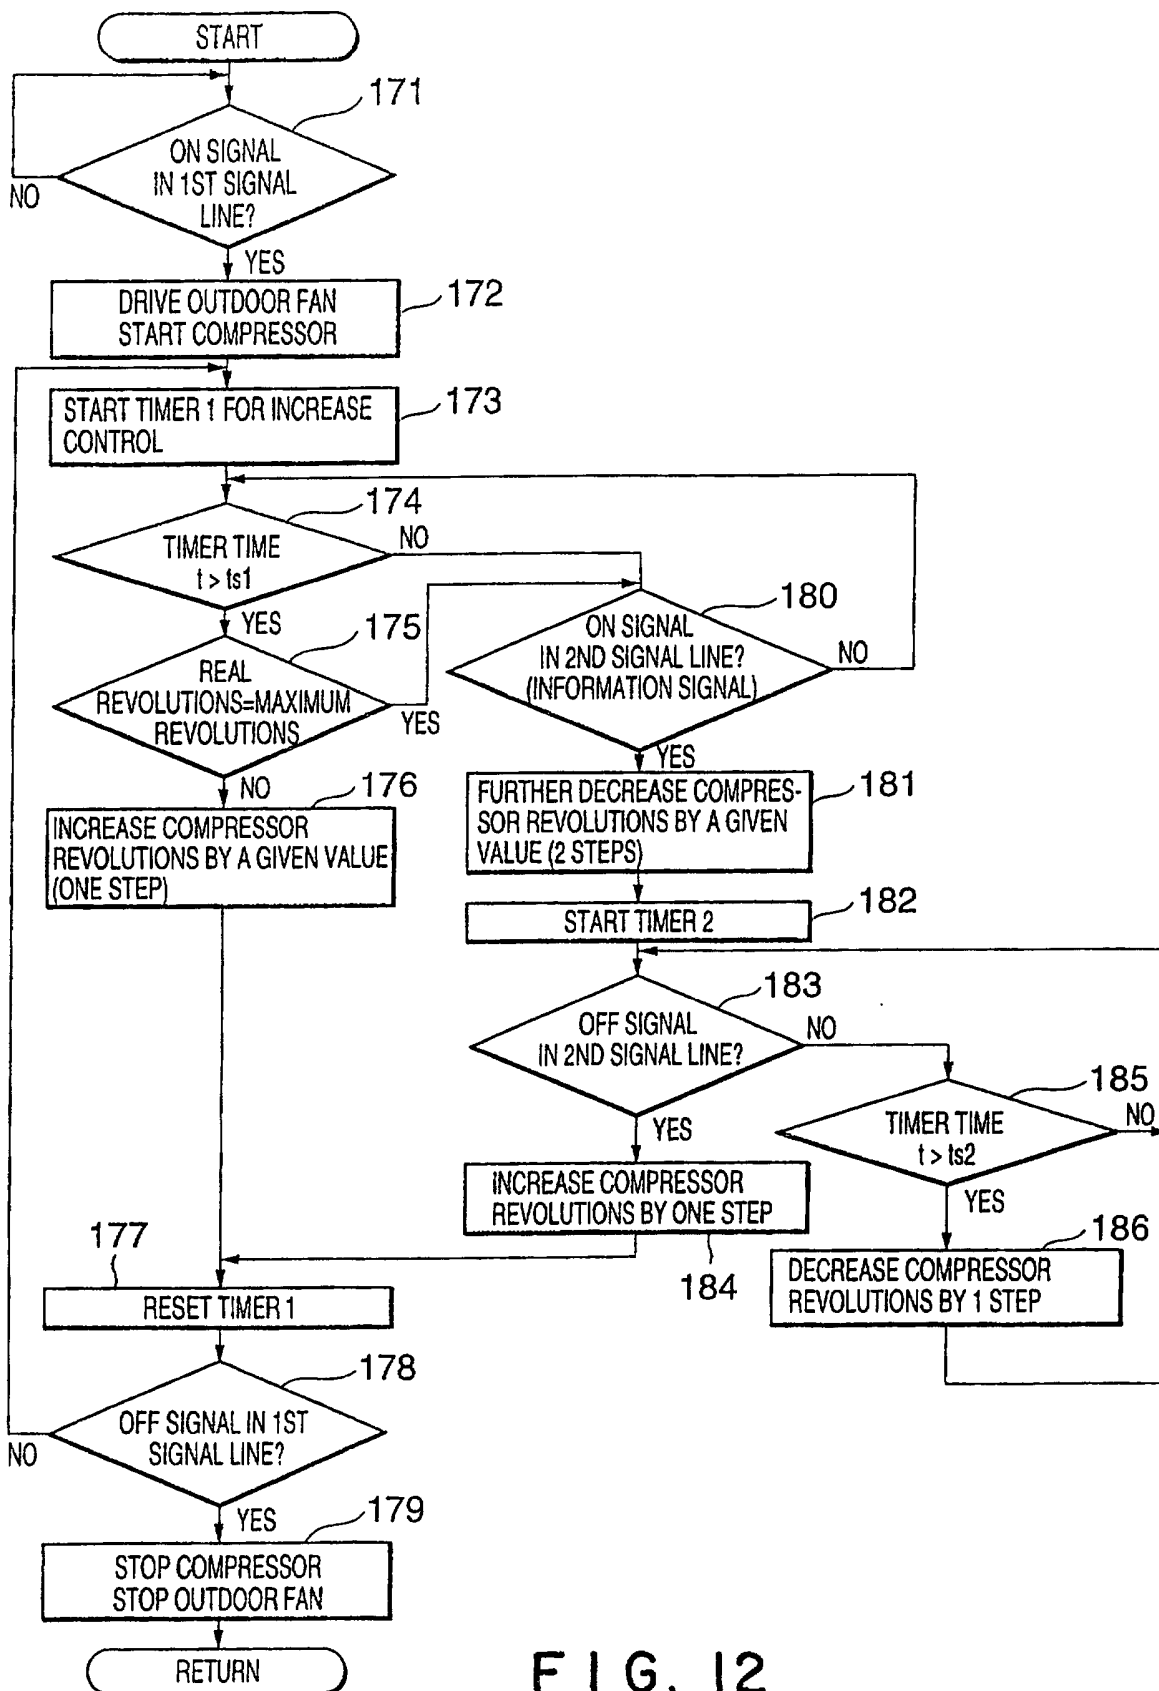 START
171
ON SIGNAL
IN 1ST SIGNAL
LINE?
NO
YES
DRIVE OUTDOOR FAN
START COMPRESSOR
172
START TIMER 1 FOR INCREASE
CONTROL
173
174
TIMER TIME
t > ts1
NO
YES
175
REAL
REVOLUTIONS=MAXIMUM
REVOLUTIONS
YES
NO
176
INCREASE COMPRESSOR
REVOLUTIONS BY A GIVEN VALUE
(ONE STEP)
180
ON SIGNAL
IN 2ND SIGNAL LINE?
(INFORMATION SIGNAL)
NO
YES
FURTHER DECREASE COMPRES-
SOR REVOLUTIONS BY A GIVEN
VALUE (2 STEPS)
181
START TIMER 2
182
183
OFF SIGNAL
IN 2ND SIGNAL LINE?
NO
YES
185
TIMER TIME
t > ts2
NO
YES
INCREASE COMPRESSOR
REVOLUTIONS BY ONE STEP
184
186
DECREASE COMPRESSOR
REVOLUTIONS BY 1 STEP
177
RESET TIMER 1
178
OFF SIGNAL IN 1ST
SIGNAL LINE?
NO
YES
179
STOP COMPRESSOR
STOP OUTDOOR FAN
RETURN
FIG. 12